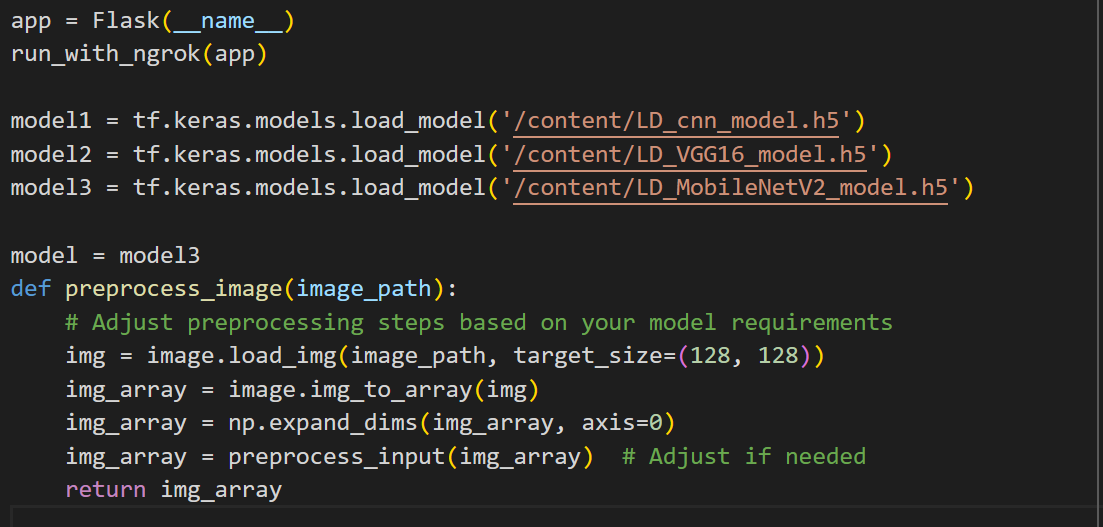 app = Flask(__name__)
run_with_ngrok(app)
model1 = tf.keras.models.load_model('/content/LD_cnn_model.h5')
model2 = tf.keras.models.load_model('/content/LD_VGG16_model.h5')
model3 = tf.keras.models.load_model('/content/LD_MobileNetV2_model.h5')
model = model3
def preprocess_image(image_path):
    # Adjust preprocessing steps based on your model requirements
    img = image.load_img(image_path, target_size=(128, 128))
    img_array = image.img_to_array(img)
    img_array = np.expand_dims(img_array, axis=0)
    img_array = preprocess_input(img_array)  # Adjust if needed
    return img_array